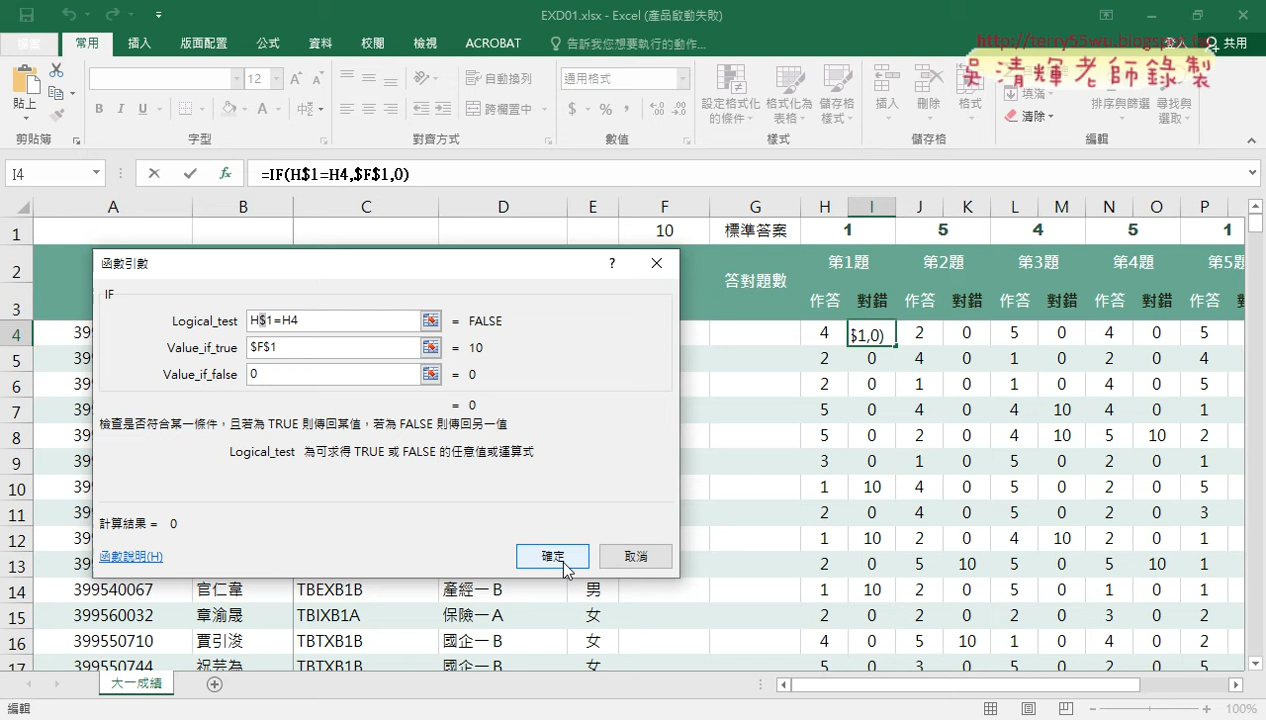 EXD01.xlsx - Excel (產品啟動失敗)
檔案 常用 插入 版面配置 公式 資料 校閱 檢視 ACROBAT 告訴我您想要執行的動作... 登入 共用
http://terry55wu.blogspot.tw
吳清輝老師錄製
貼上 12 自動換列 通用格式 設定格式化的條件 格式化為表格 儲存格樣式 插入 刪除 格式 填滿 清除 排序與篩選 尋找與選取
跨欄置中
剪貼簿 字型 對齊方式 數值 樣式 儲存格 編輯
I4 =IF(H$1=H4,$F$1,0)
A B C D E F G H I J K L M N O P
1 10 標準答案 1 5 4 5 1
2 答對題數 第1題 第2題 第3題 第4題 第5題
3 作答 對錯 作答 對錯 作答 對錯 作答 對錯 作答
4 4 $1,0) 2 0 5 0 4 0 5
5 2 0 4 0 1 0 2 0 4
6 2 0 1 0 1 0 4 0 5
7 5 0 4 0 4 10 4 0 1
8 5 0 2 0 4 10 5 10 2
9 3 0 1 0 5 0 2 0 1
10 1 10 4 0 5 0 2 0 1
11 2 0 4 0 5 0 2 0 3
12 1 10 2 0 4 10 2 0 1
13 2 0 5 10 2 0 5 10 1
14 399540067 官仁葦 TBEXB1B 產經一B 男 1 10 2 0 5 0 1 0 1
15 399560032 章渝晟 TBIXB1A 保險一A 女 2 0 2 0 2 0 3 0 2
16 399550710 賈引浚 TBTXB1B 國企一B 女 4 0 5 10 1 0 4 0 2
17 399550744 祝芸為 TBTXB1B 國企一B 女 5 0 3 0 5 0 2 0 5
函數引數 ?
IF
Logical_test H$1=H4 = FALSE
Value_if_true $F$1 = 10
Value_if_false 0 = 0
= 0
檢查是否符合某一條件，且若為 TRUE 則傳回某值，若為 FALSE 則傳回另一值
Logical_test 為可求得 TRUE 或 FALSE 的任意值或運算式
計算結果 = 0
函數說明(H) 確定 取消
大一成績
編輯 100%